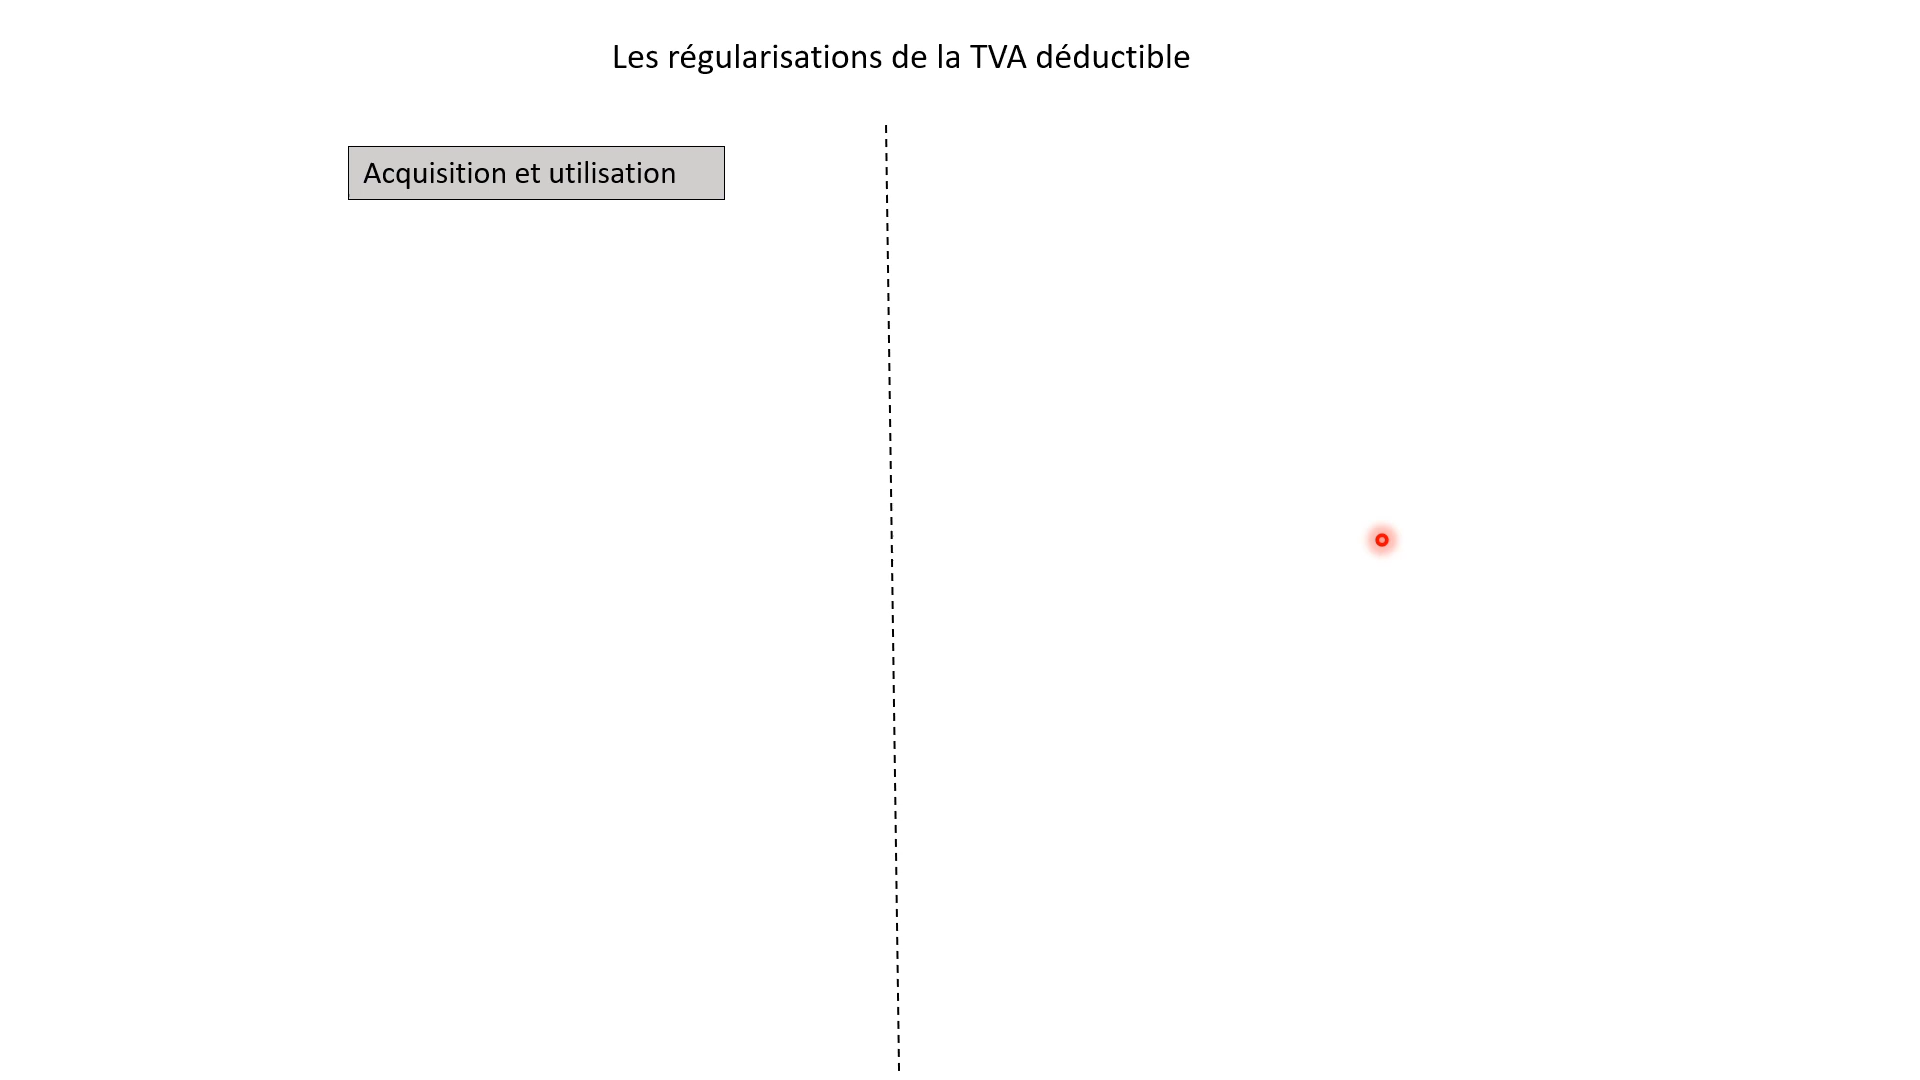 Les régularisations de la TVA déductible
Acquisition et utilisation